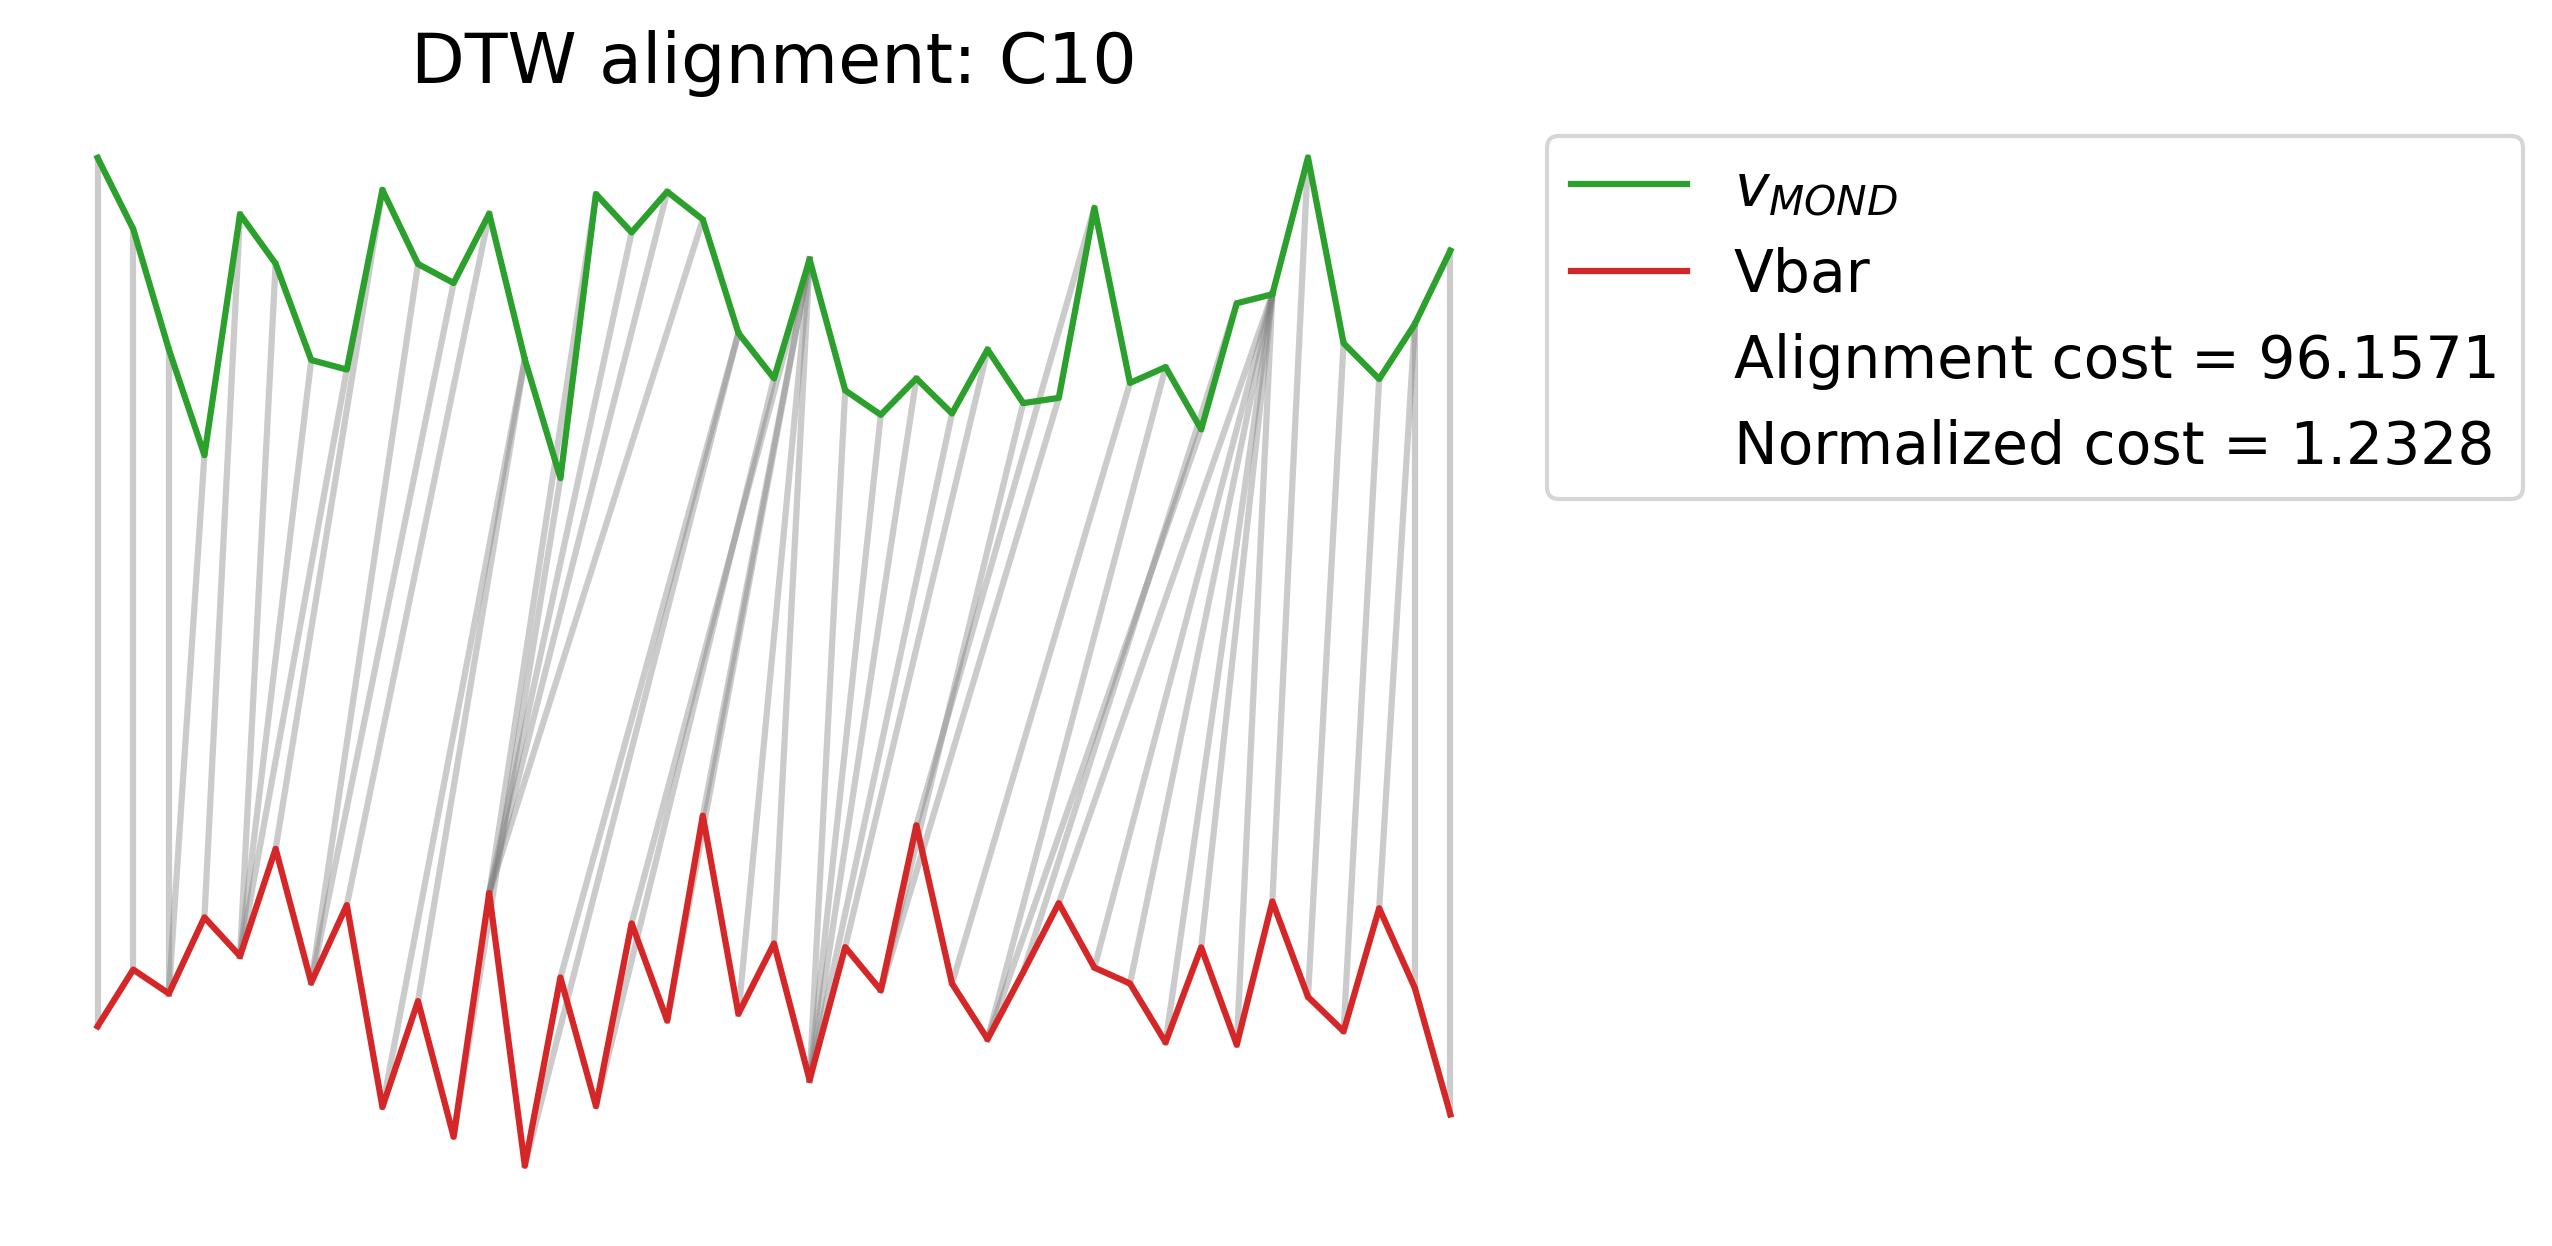 DTW alignment: C10
v_MOND
Vbar
Alignment cost = 96.1571
Normalized cost = 1.2328